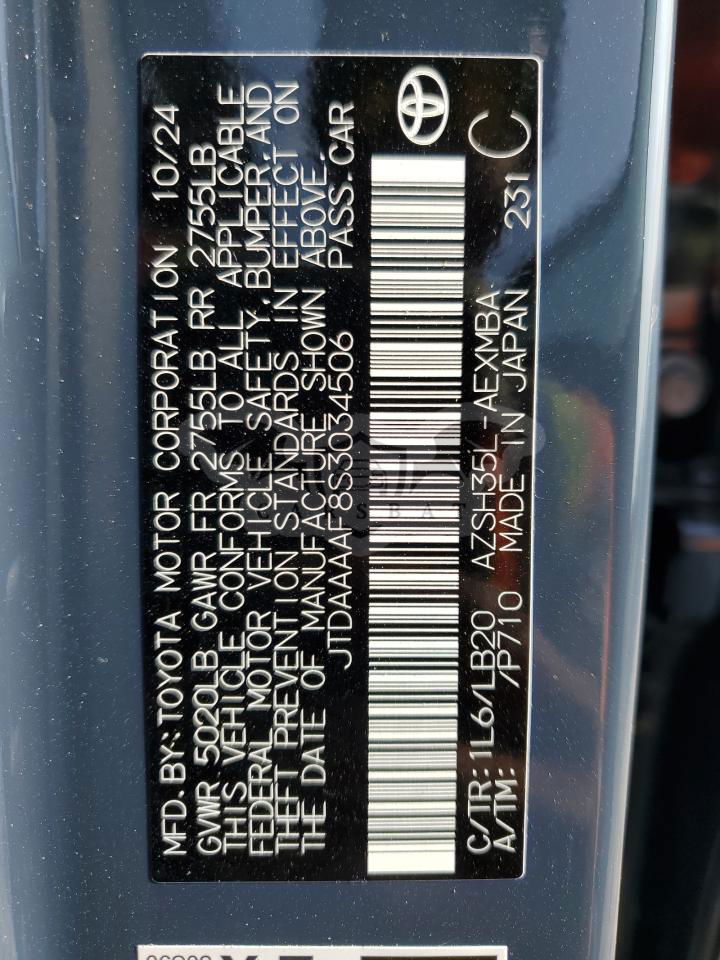 MFD.BY:TOYOTA MOTOR CORPORATION 10/24
GVWR 5020LB GAWR FR 2755LB RR 2755LB
THIS VEHICLE CONFORMS TO ALL APPLICABLE
FEDERAL MOTOR VEHICLE SAFETY,BUMPER,AND
THEFT PREVENTION STANDARDS IN EFFECT ON
THE DATE OF MANUFACTURE SHOWN ABOVE.
JTDAAAAF8S3034506 PASS.CAR
C/TR:1L6/LB20 AZSH35L-AEXMBA 231 C
A/TM: /P710 MADE IN JAPAN